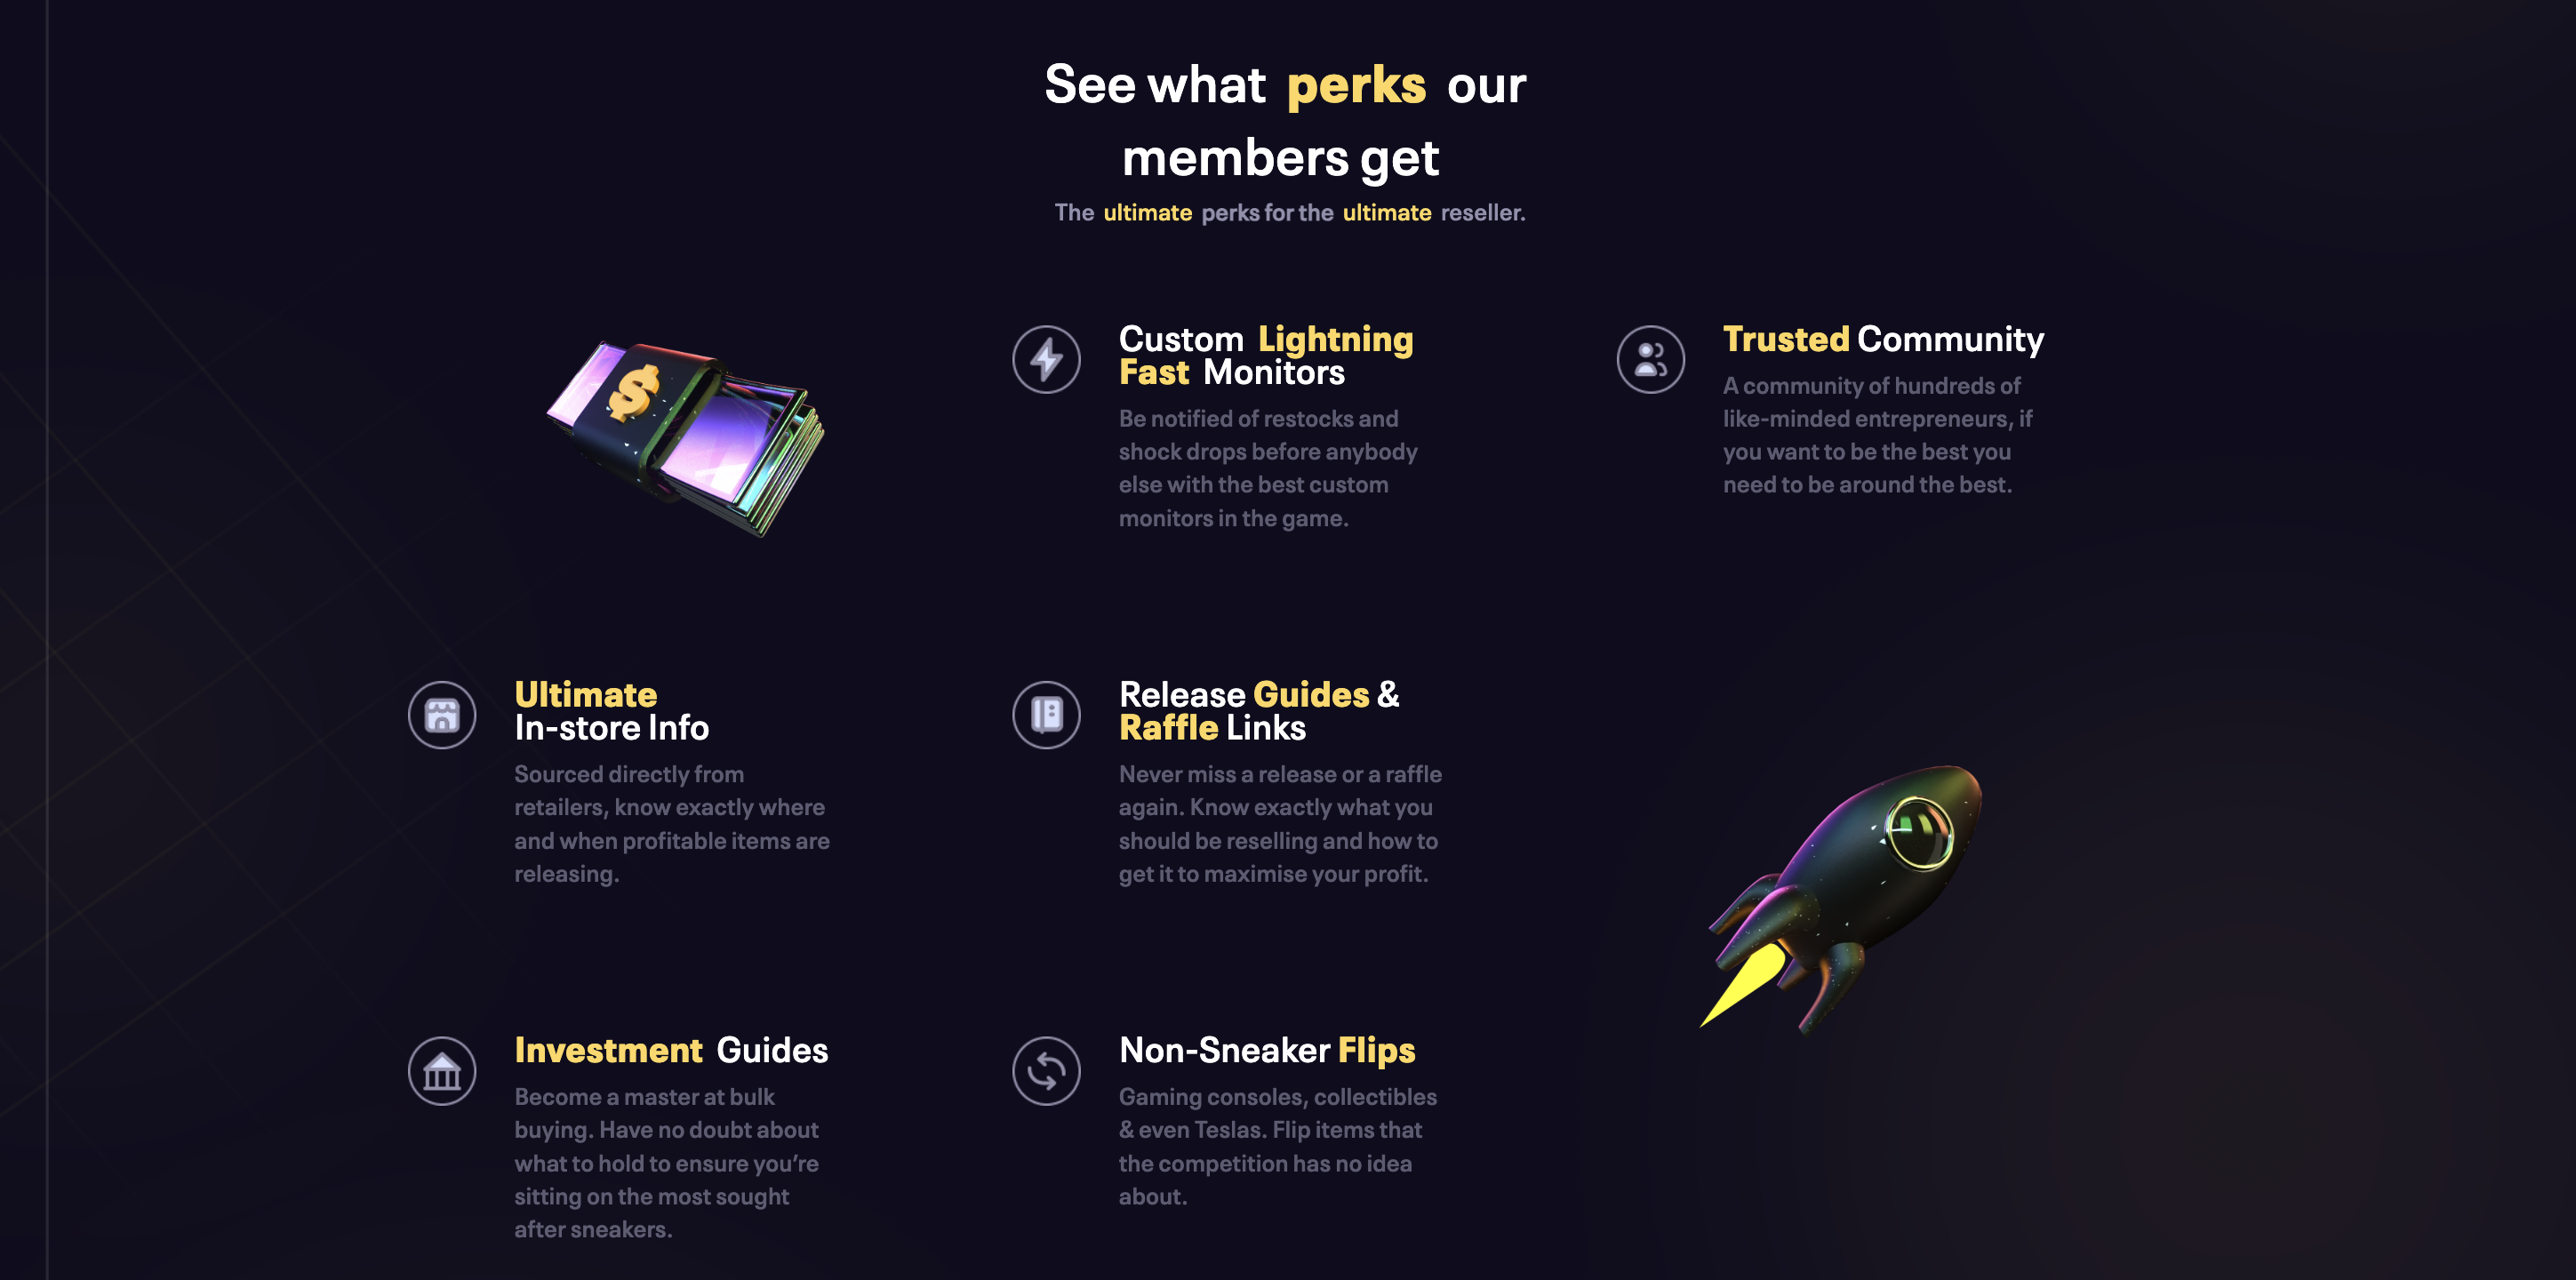 See what perks our
members get
The ultimate perks for the ultimate reseller.
$
Custom Lightning
Fast Monitors
Be notified of restocks and
shock drops before anybody
else with the best custom
monitors in the game.
Trusted Community
A community of hundreds of
like-minded entrepreneurs, if
you want to be the best you
need to be around the best.
Ultimate
In-store Info
Sourced directly from
retailers, know exactly where
and when profitable items are
releasing.
Release Guides &
Raffle Links
Never miss a release or a raffle
again. Know exactly what you
should be reselling and how to
get it to maximise your profit.
Investment Guides
Become a master at bulk
buying. Have no doubt about
what to hold to ensure you’re
sitting on the most sought
after sneakers.
Non-Sneaker Flips
Gaming consoles, collectibles
& even Teslas. Flip items that
the competition has no idea
about.